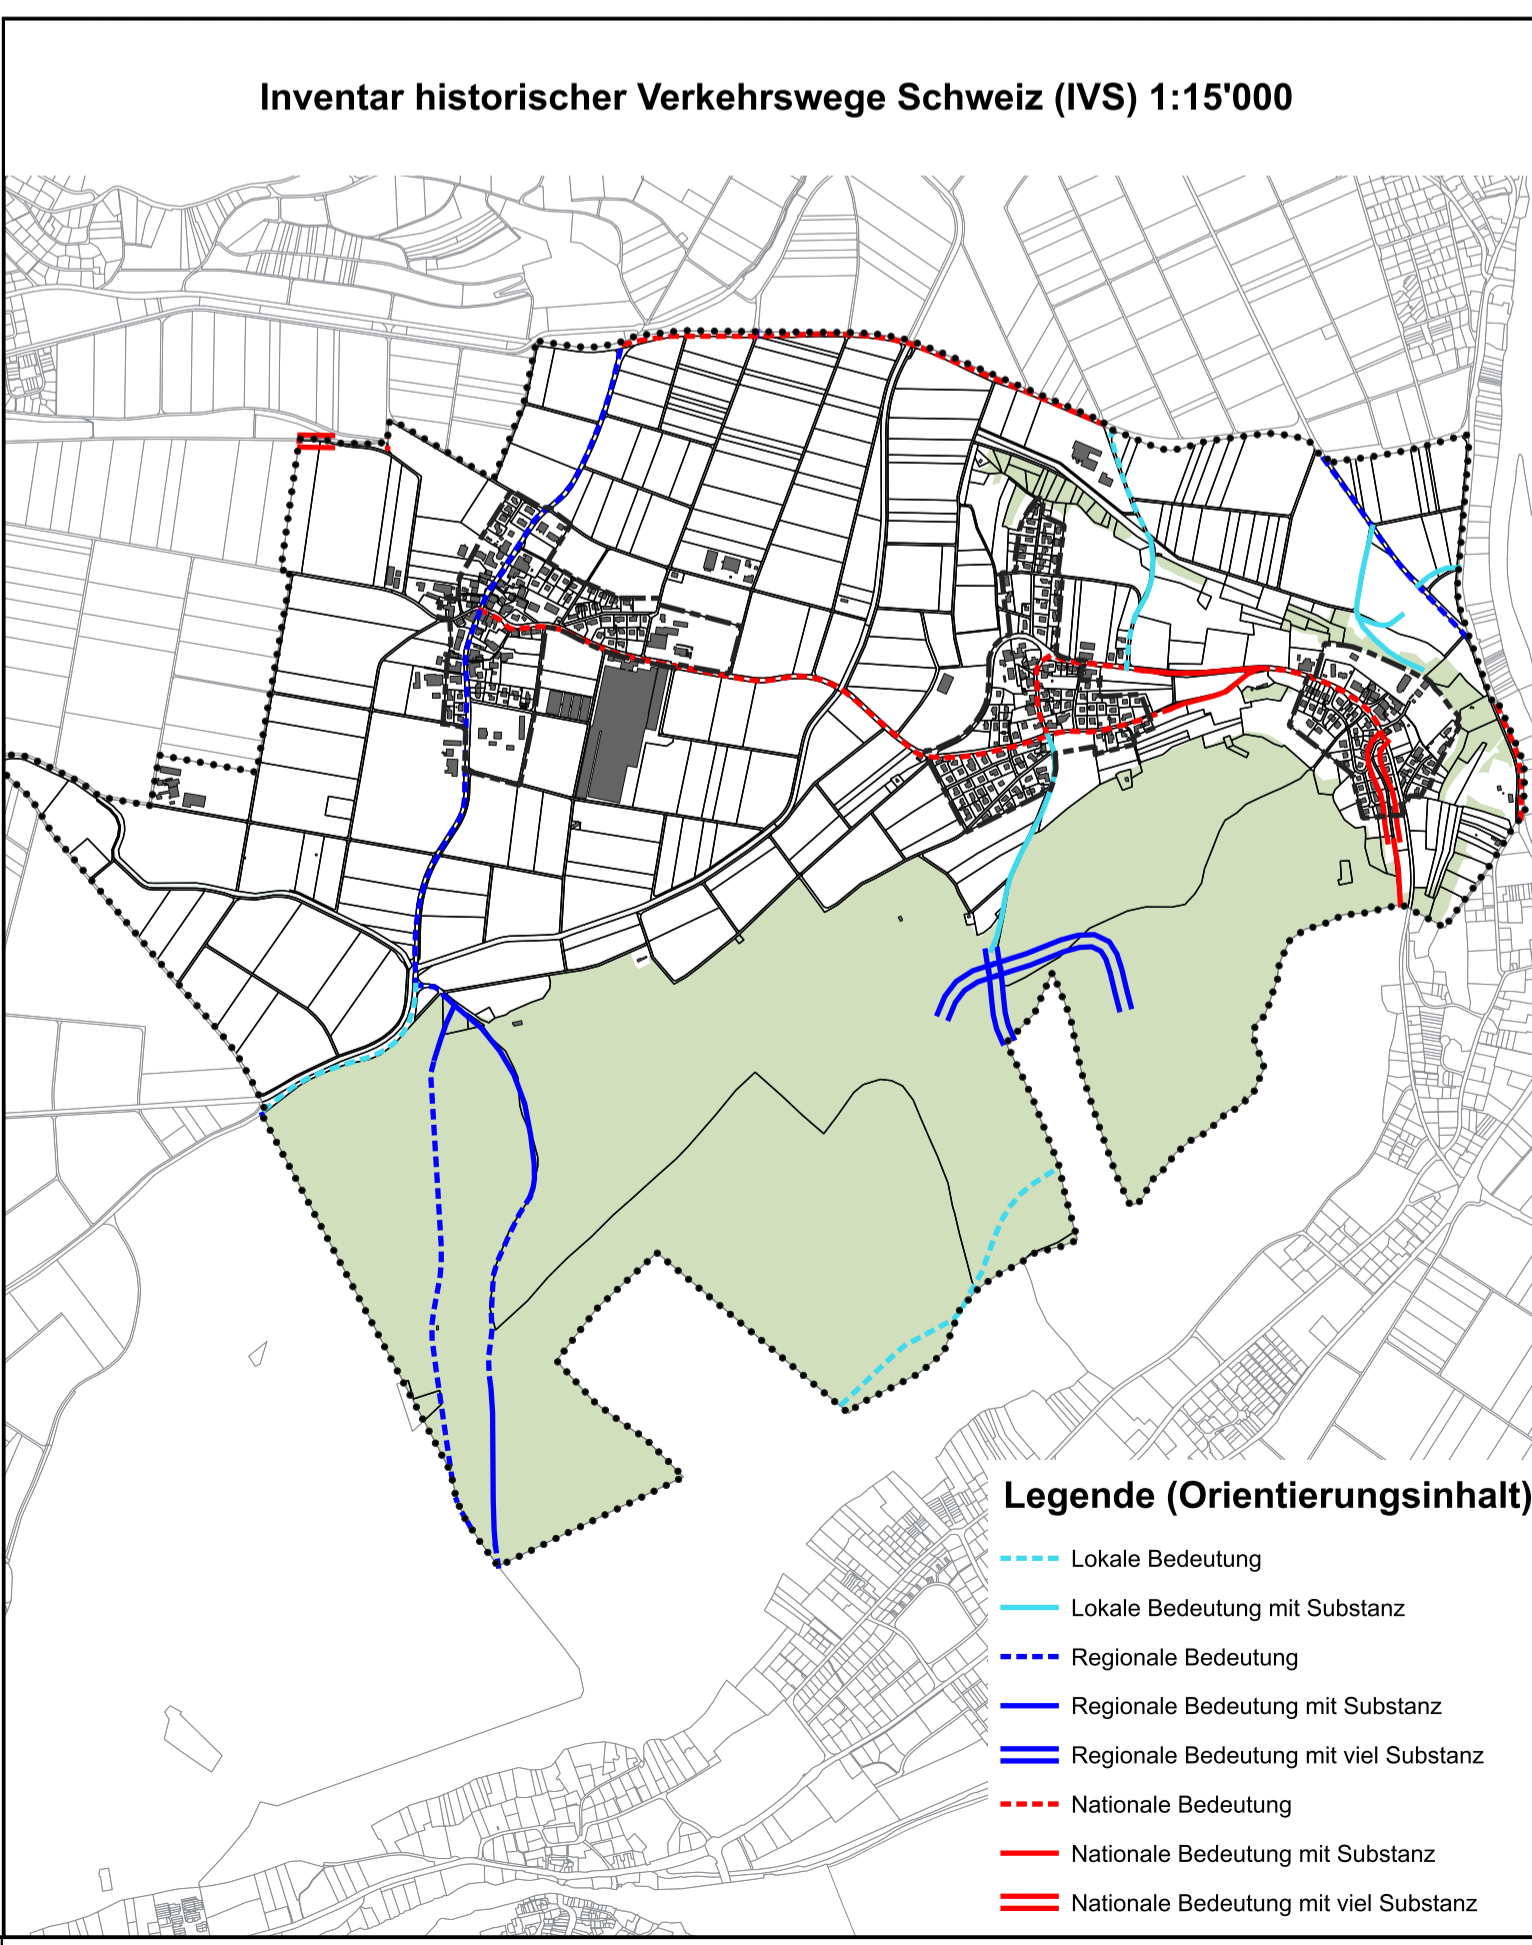 Inventar historischer Verkehrswege Schweiz (IVS) 1:15'000
Legende (Orientierungsinhalt)
Lokale Bedeutung
Lokale Bedeutung mit Substanz
Regionale Bedeutung
Regionale Bedeutung mit Substanz
Regionale Bedeutung mit viel Substanz
Nationale Bedeutung
Nationale Bedeutung mit Substanz
Nationale Bedeutung mit viel Substanz